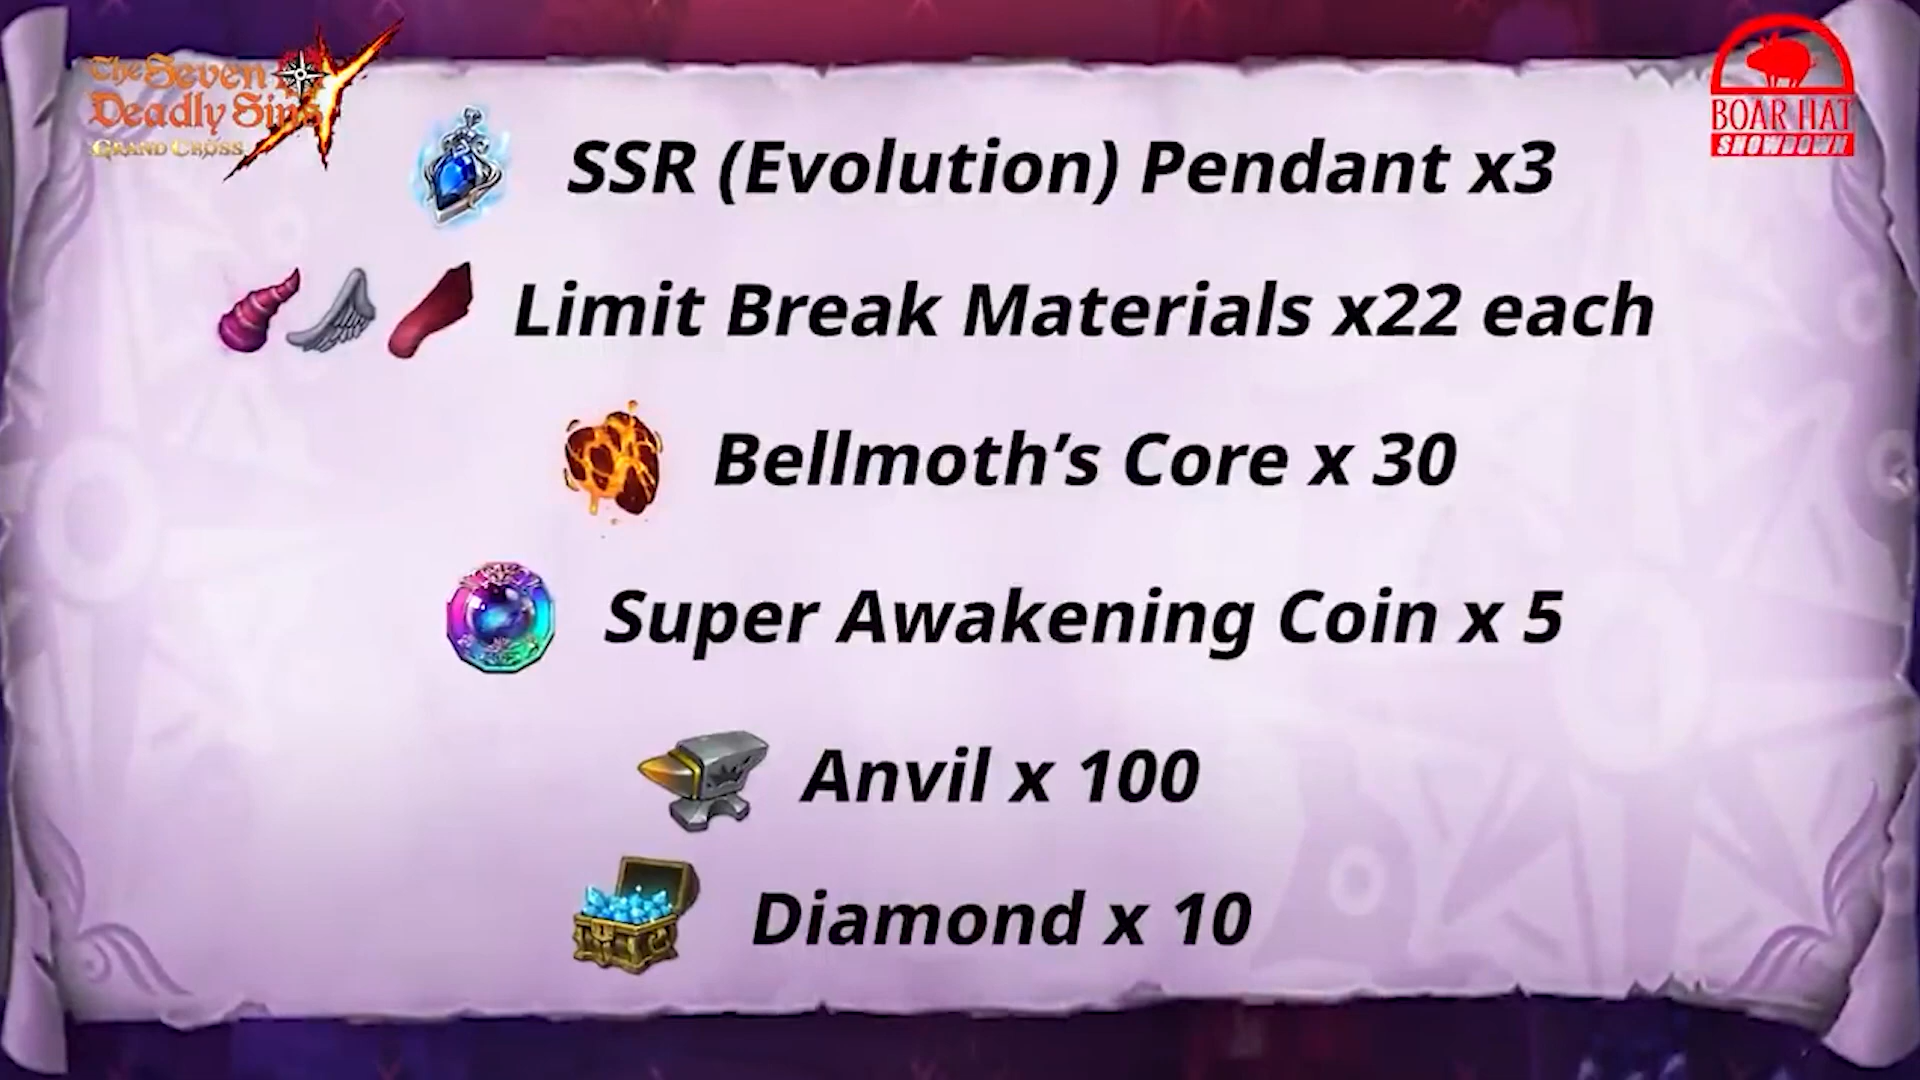 The Seven
Deadly Sins
GRAND CROSS
BOAR HAT
SHOWDOWN
SSR (Evolution) Pendant x3
Limit Break Materials x22 each
Bellmoth’s Core x 30
Super Awakening Coin x 5
Anvil x 100
Diamond x 10